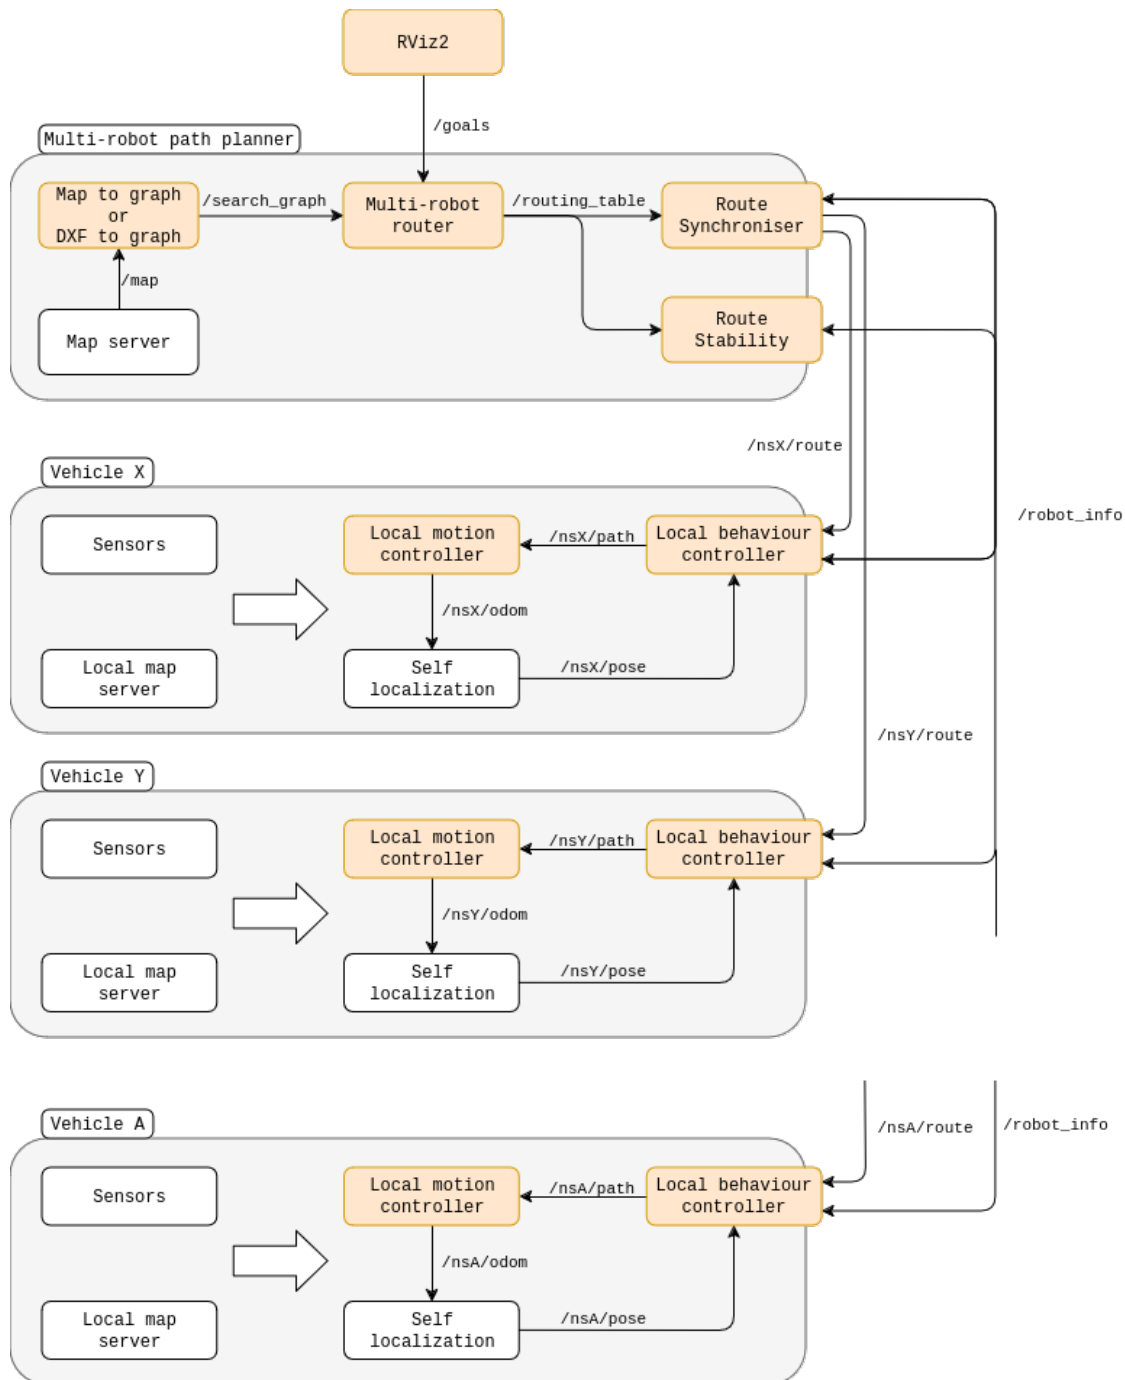 RViz2
/goals
Multi-robot path planner
Map to graph
or
DXF to graph
/search_graph
Multi-robot
router
/routing_table
Route
Synchroniser
/map
Map server
Route
Stability
/nsX/route
/robot_info
Vehicle X
Sensors
Local motion
controller
/nsX/path
Local behaviour
controller
/nsX/odom
Local map
server
Self
localization
/nsX/pose
/nsY/route
Vehicle Y
Sensors
Local motion
controller
/nsY/path
Local behaviour
controller
/nsY/odom
Local map
server
Self
localization
/nsY/pose
/nsA/route
/robot_info
Vehicle A
Sensors
Local motion
controller
/nsA/path
Local behaviour
controller
/nsA/odom
Local map
server
Self
localization
/nsA/pose